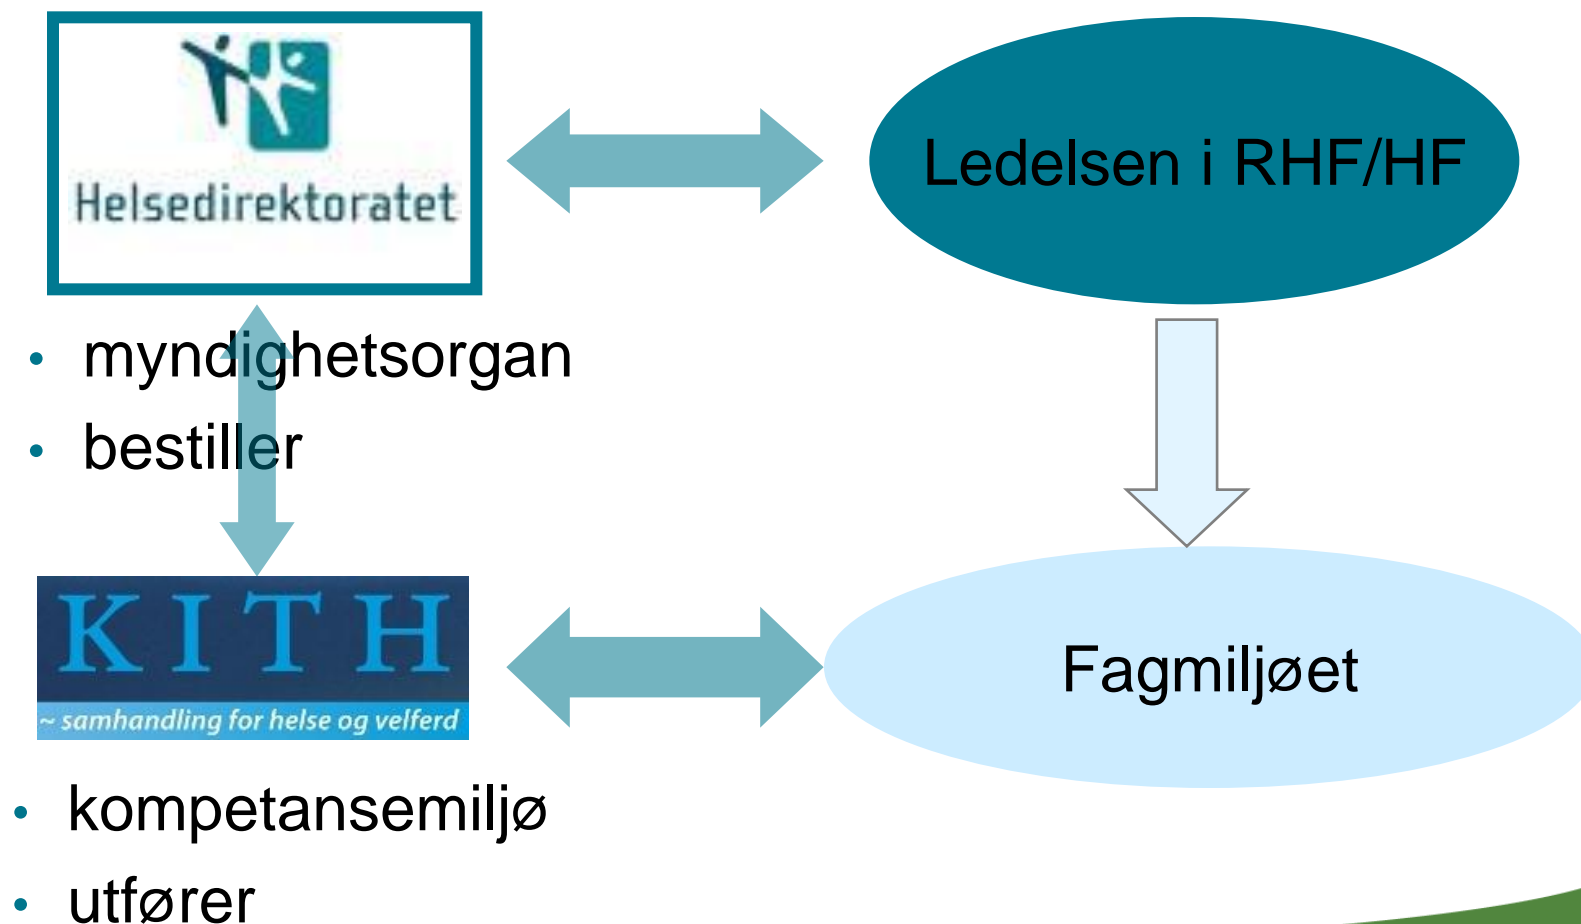 Helsedirektoratet
Ledelsen i RHF/HF
• myndighetsorgan
• bestiller
KITH
~ samhandling for helse og velferd
Fagmiljøet
• kompetansemiljø
• utfører